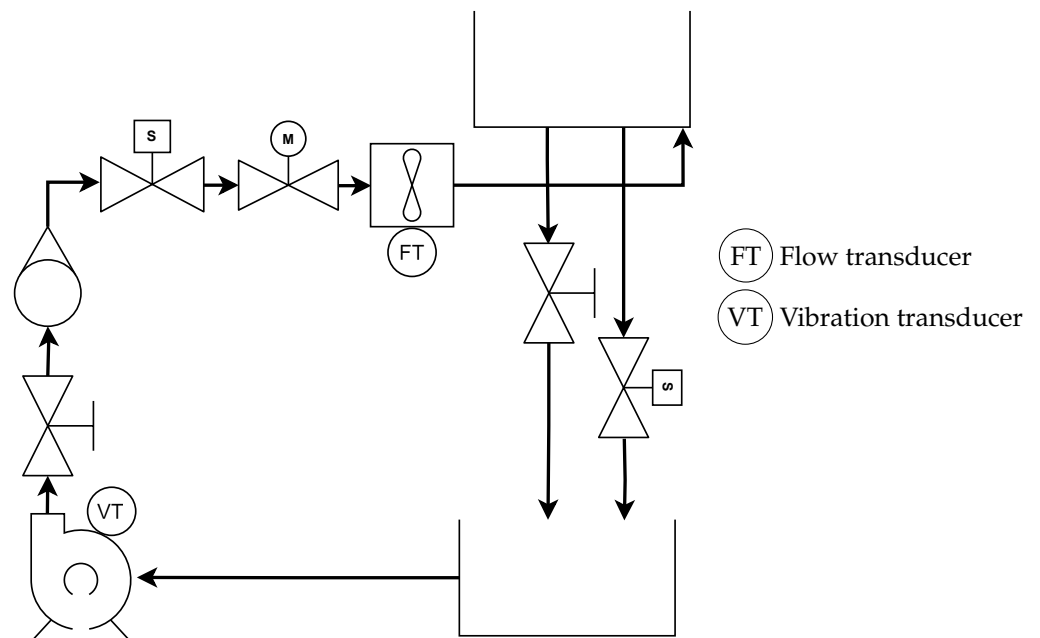 S
M
FT
FT Flow transducer
VT Vibration transducer
S
VT